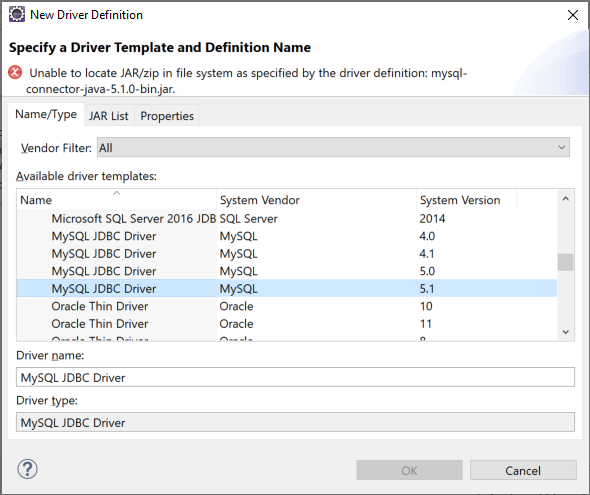 New Driver Definition
Specify a Driver Template and Definition Name
Unable to locate JAR/zip in file system as specified by the driver definition: mysql-
connector-java-5.1.0-bin.jar.
Name/Type JAR List Properties
Vendor Filter: All
Available driver templates:
Name System Vendor System Version
Microsoft SQL Server 2016 JDB SQL Server 2014
MySQL JDBC Driver MySQL 4.0
MySQL JDBC Driver MySQL 4.1
MySQL JDBC Driver MySQL 5.0
MySQL JDBC Driver MySQL 5.1
Oracle Thin Driver Oracle 10
Oracle Thin Driver Oracle 11
Oracle Thin Driver Oracle 8
Driver name:
MySQL JDBC Driver
Driver type:
MySQL JDBC Driver
? OK Cancel